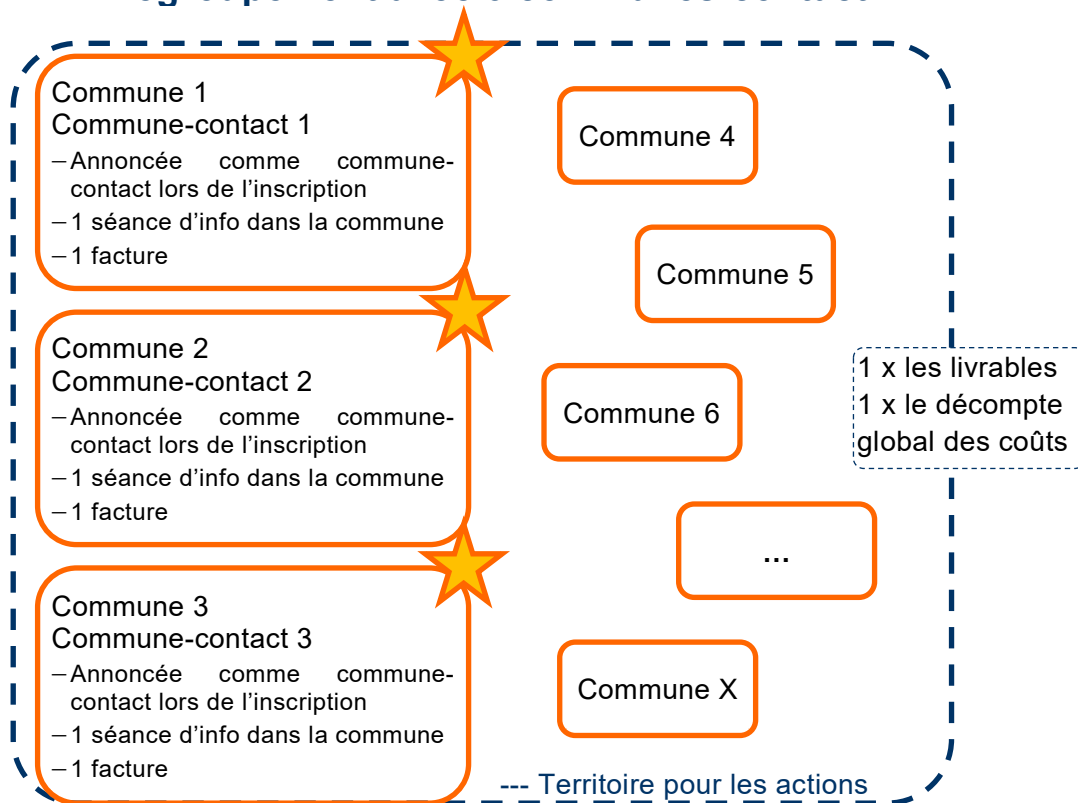 Commune 1
Commune-contact 1
– Annoncée comme commune-
contact lors de l’inscription
– 1 séance d’info dans la commune
– 1 facture
Commune 2
Commune-contact 2
– Annoncée comme commune-
contact lors de l’inscription
– 1 séance d’info dans la commune
– 1 facture
Commune 3
Commune-contact 3
– Annoncée comme commune-
contact lors de l’inscription
– 1 séance d’info dans la commune
– 1 facture
Commune 4
Commune 5
Commune 6
...
Commune X
1 x les livrables
1 x le décompte
global des coûts
--- Territoire pour les actions